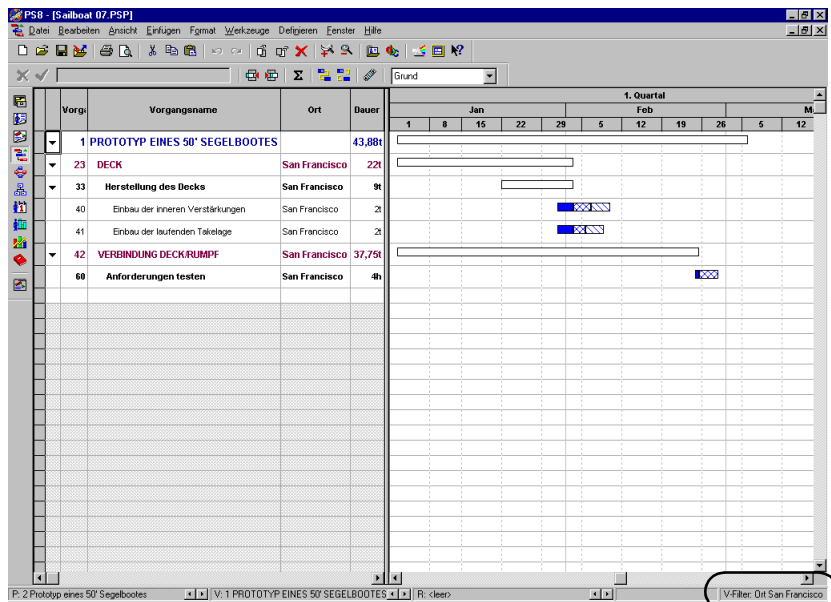 PS8 - [Sailboat 07.PSP]
Datei Bearbeiten Ansicht Einfügen Format Werkzeuge Definieren Fenster Hilfe
Σ Grund
Vorga Vorgangsname Ort Dauer
1. Quartal
Jan Feb M
1 8 15 22 29 5 12 19 26 5 12
1 PROTOTYP EINES 50' SEGELBOOTES 43,88t
23 DECK San Francisco 22t
33 Herstellung des Decks San Francisco 9t
40 Einbau der inneren Verstärkungen San Francisco 2t
41 Einbau der laufenden Takelage San Francisco 2t
42 VERBINDUNG DECK/RUMPF San Francisco 37,75t
60 Anforderungen testen San Francisco 4h
P: 2 Prototyp eines 50' Segelbootes V: 1 PROTOTYP EINES 50' SEGELBOOTES R: <leer> V-Filter: Ort San Francisco